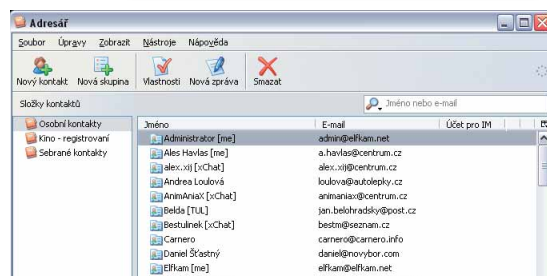 Adresář
Soubor Úpravy Zobrazit Nástroje Nápověda
Nový kontakt Nová skupina Vlastnosti Nová zpráva Smazat
Složky kontaktů Jméno nebo e-mail
Osobní kontakty
Kino - registrovaní
Sebrané kontakty
Jméno E-mail Účet pro IM
Administrator [me] admin@elfkam.net
Ales Havlas [me] a.havlas@centrum.cz
alex.xij [xChat] alex.xij@centrum.cz
Andrea Loulová loulova@autolepky.cz
AnimAniaX [xChat] animaniax@centrum.cz
Belda [TUL] jan.belohradsky@post.cz
Bestulinek [xChat] bestm@seznam.cz
Carnero carnero@carnero.info
Daniel Šťastný daniel@novybor.com
Elfkam [me] elfkam@elfkam.net